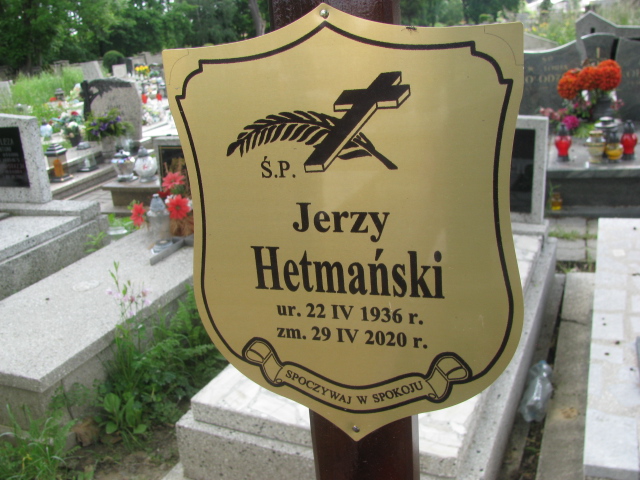 Ś.P.
Jerzy
Hetmański
ur. 22 IV 1936 r.
zm. 29 IV 2020 r.
SPOCZYWAJ W SPOKOJU